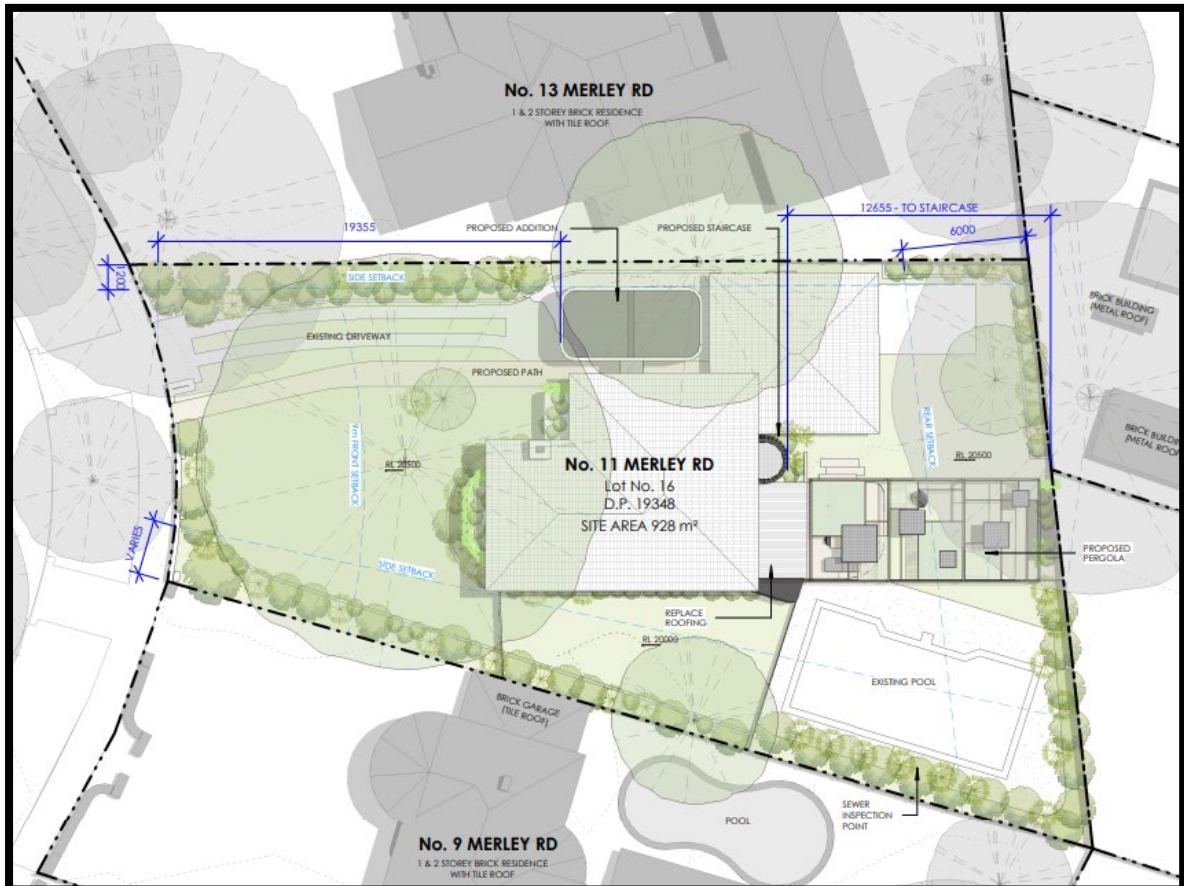 No. 13 MERLEY RD
1 & 2 STOREY BRICK RESIDENCE
WITH TILE ROOF
12655 - TO STAIRCASE
19355
PROPOSED ADDITION
PROPOSED STAIRCASE
6000
1200
SIDE SETBACK
BRICK BUILDING
(METAL ROOF)
EXISTING DRIVEWAY
PROPOSED PATH
9m FRONT SETBACK
REAR SETBACK
BRICK BUILDING
(METAL ROOF)
RL 20500
No. 11 MERLEY RD
Lot No. 16
D.P. 19348
SITE AREA 928 m²
RL 20500
VARIES
SIDE SETBACK
PROPOSED
PERGOLA
REPLACE
ROOFING
RL 20000
EXISTING POOL
BRICK GARAGE
(TILE ROOF)
SEWER
INSPECTION
POINT
POOL
No. 9 MERLEY RD
1 & 2 STOREY BRICK RESIDENCE
WITH TILE ROOF